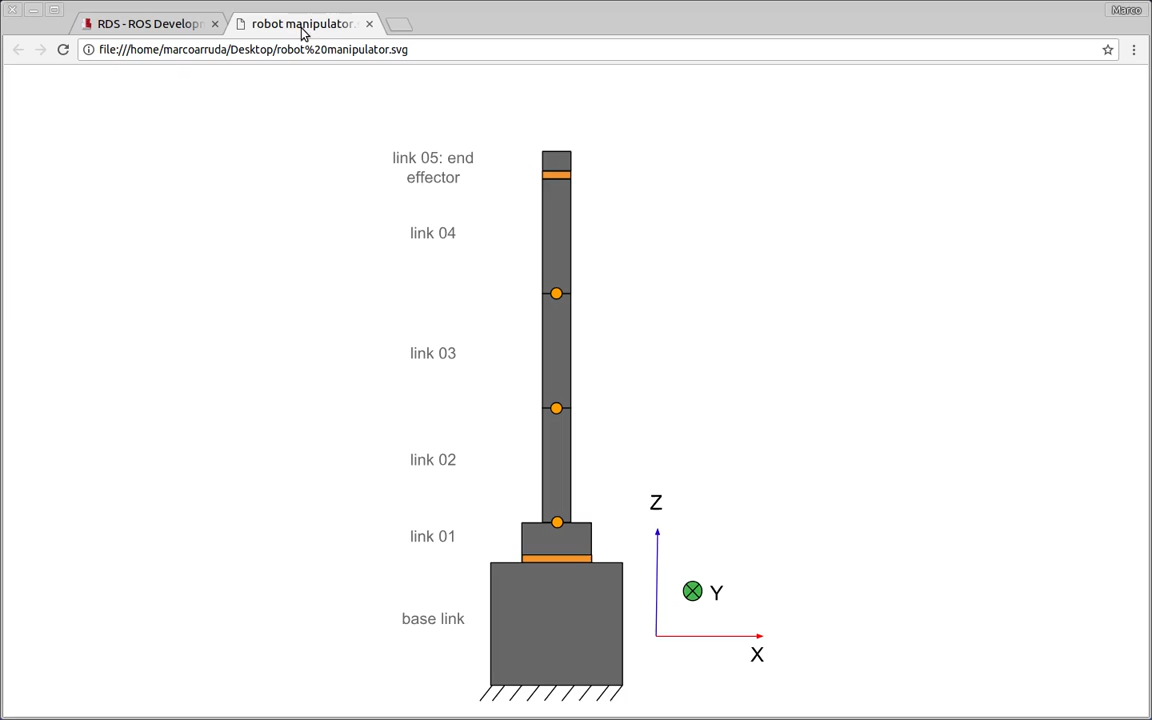 Marco
RDS - ROS Developm
robot manipulator.
file:///home/marcoarruda/Desktop/robot%20manipulator.svg
link 05: end
effector
link 04
link 03
link 02
Z
link 01
Y
base link
X